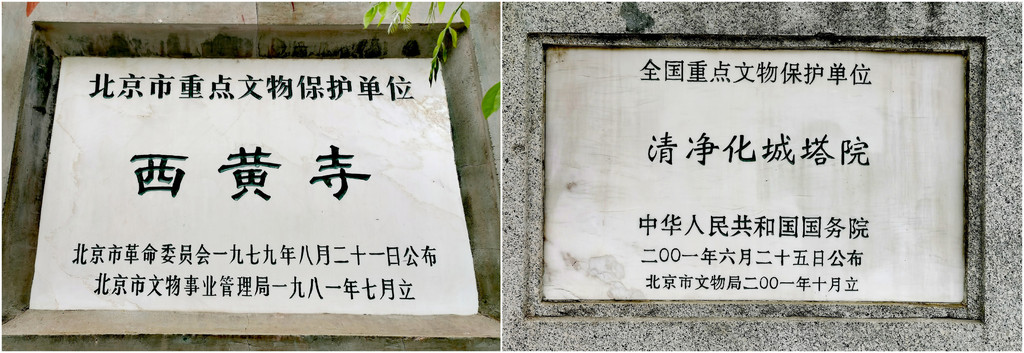 北京市重点文物保护单位
西黄寺
北京市革命委员会一九七九年八月二十一日公布
北京市文物事业管理局一九八一年七月立
全国重点文物保护单位
清净化城塔院
中华人民共和国国务院
二〇〇一年六月二十五日公布
北京市文物局二〇〇一年十月立